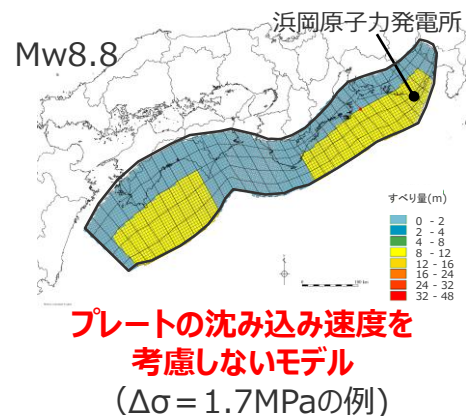 浜岡原子力発電所
Mw8.8
すべり量(m)
0 - 2
2 - 4
4 - 8
8 - 12
12 - 16
16 - 24
24 - 32
32 - 48
プレートの沈み込み速度を
考慮しないモデル
(Δσ=1.7MPaの例)